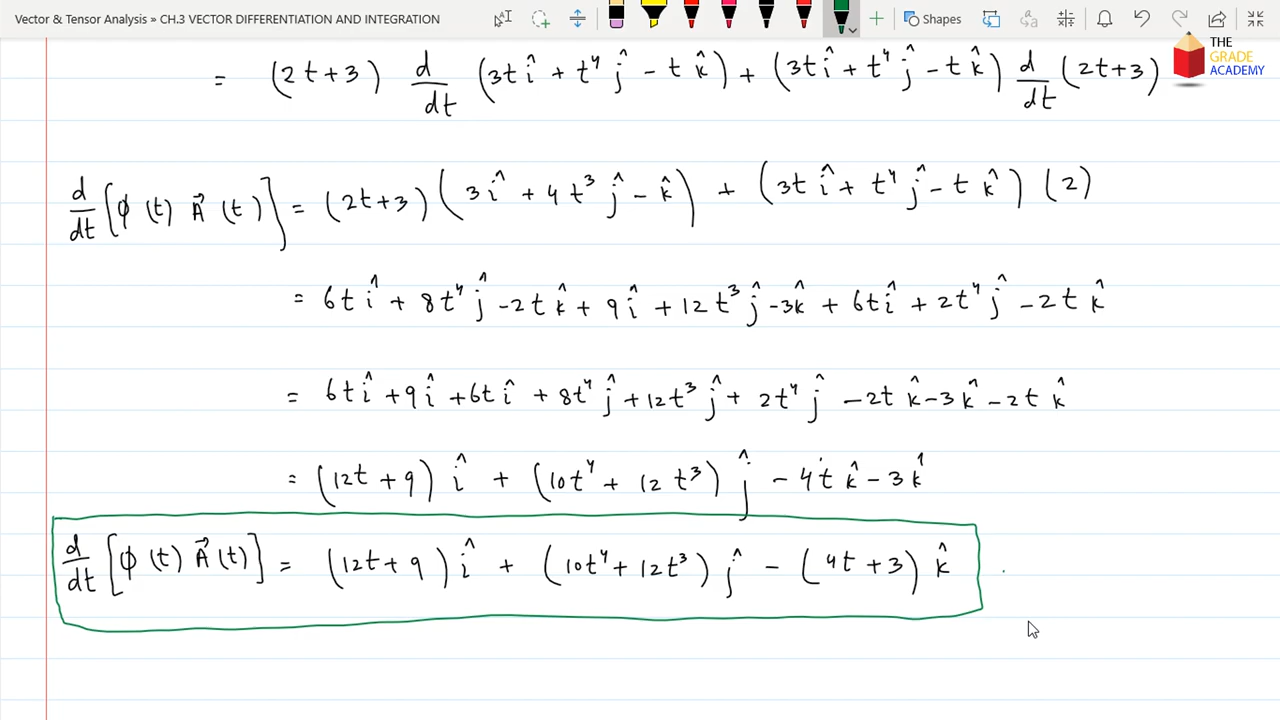 Vector & Tensor Analysis » CH.3 VECTOR DIFFERENTIATION AND INTEGRATION
Shapes
THE GRADE ACADEMY
= (2t+3) d/dt (3t î + t⁴ ĵ - t k̂) + (3t î + t⁴ ĵ - t k̂) d/dt (2t+3)
d/dt [ϕ(t) A⃗(t)] = (2t+3) (3î + 4t³ ĵ - k̂) + (3t î + t⁴ ĵ - t k̂) (2)
= 6t î + 8t⁴ ĵ - 2t k̂ + 9 î + 12t³ ĵ - 3k̂ + 6t î + 2t⁴ ĵ - 2t k̂
= 6t î + 9 î + 6t î + 8t⁴ ĵ + 12t³ ĵ + 2t⁴ ĵ - 2t k̂ - 3k̂ - 2t k̂
= (12t + 9) î + (10t⁴ + 12t³) ĵ - 4t k̂ - 3k̂
d/dt [ϕ(t) A⃗(t)] = (12t + 9) î + (10t⁴ + 12t³) ĵ - (4t + 3) k̂